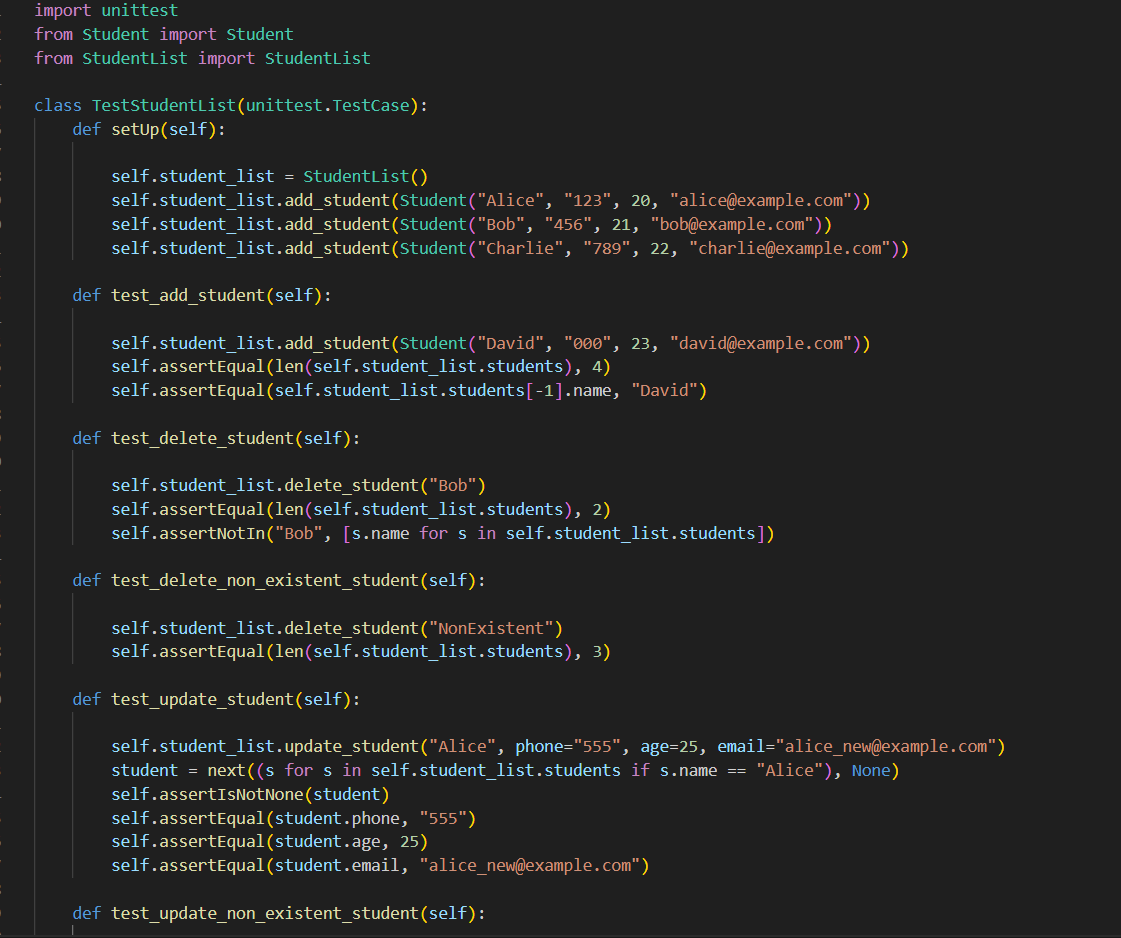 import unittest
from Student import Student
from StudentList import StudentList
class TestStudentList(unittest.TestCase):
def setUp(self):
self.student_list = StudentList()
self.student_list.add_student(Student("Alice", "123", 20, "alice@example.com"))
self.student_list.add_student(Student("Bob", "456", 21, "bob@example.com"))
self.student_list.add_student(Student("Charlie", "789", 22, "charlie@example.com"))
def test_add_student(self):
self.student_list.add_student(Student("David", "000", 23, "david@example.com"))
self.assertEqual(len(self.student_list.students), 4)
self.assertEqual(self.student_list.students[-1].name, "David")
def test_delete_student(self):
self.student_list.delete_student("Bob")
self.assertEqual(len(self.student_list.students), 2)
self.assertNotIn("Bob", [s.name for s in self.student_list.students])
def test_delete_non_existent_student(self):
self.student_list.delete_student("NonExistent")
self.assertEqual(len(self.student_list.students), 3)
def test_update_student(self):
self.student_list.update_student("Alice", phone="555", age=25, email="alice_new@example.com")
student = next((s for s in self.student_list.students if s.name == "Alice"), None)
self.assertIsNotNone(student)
self.assertEqual(student.phone, "555")
self.assertEqual(student.age, 25)
self.assertEqual(student.email, "alice_new@example.com")
def test_update_non_existent_student(self):